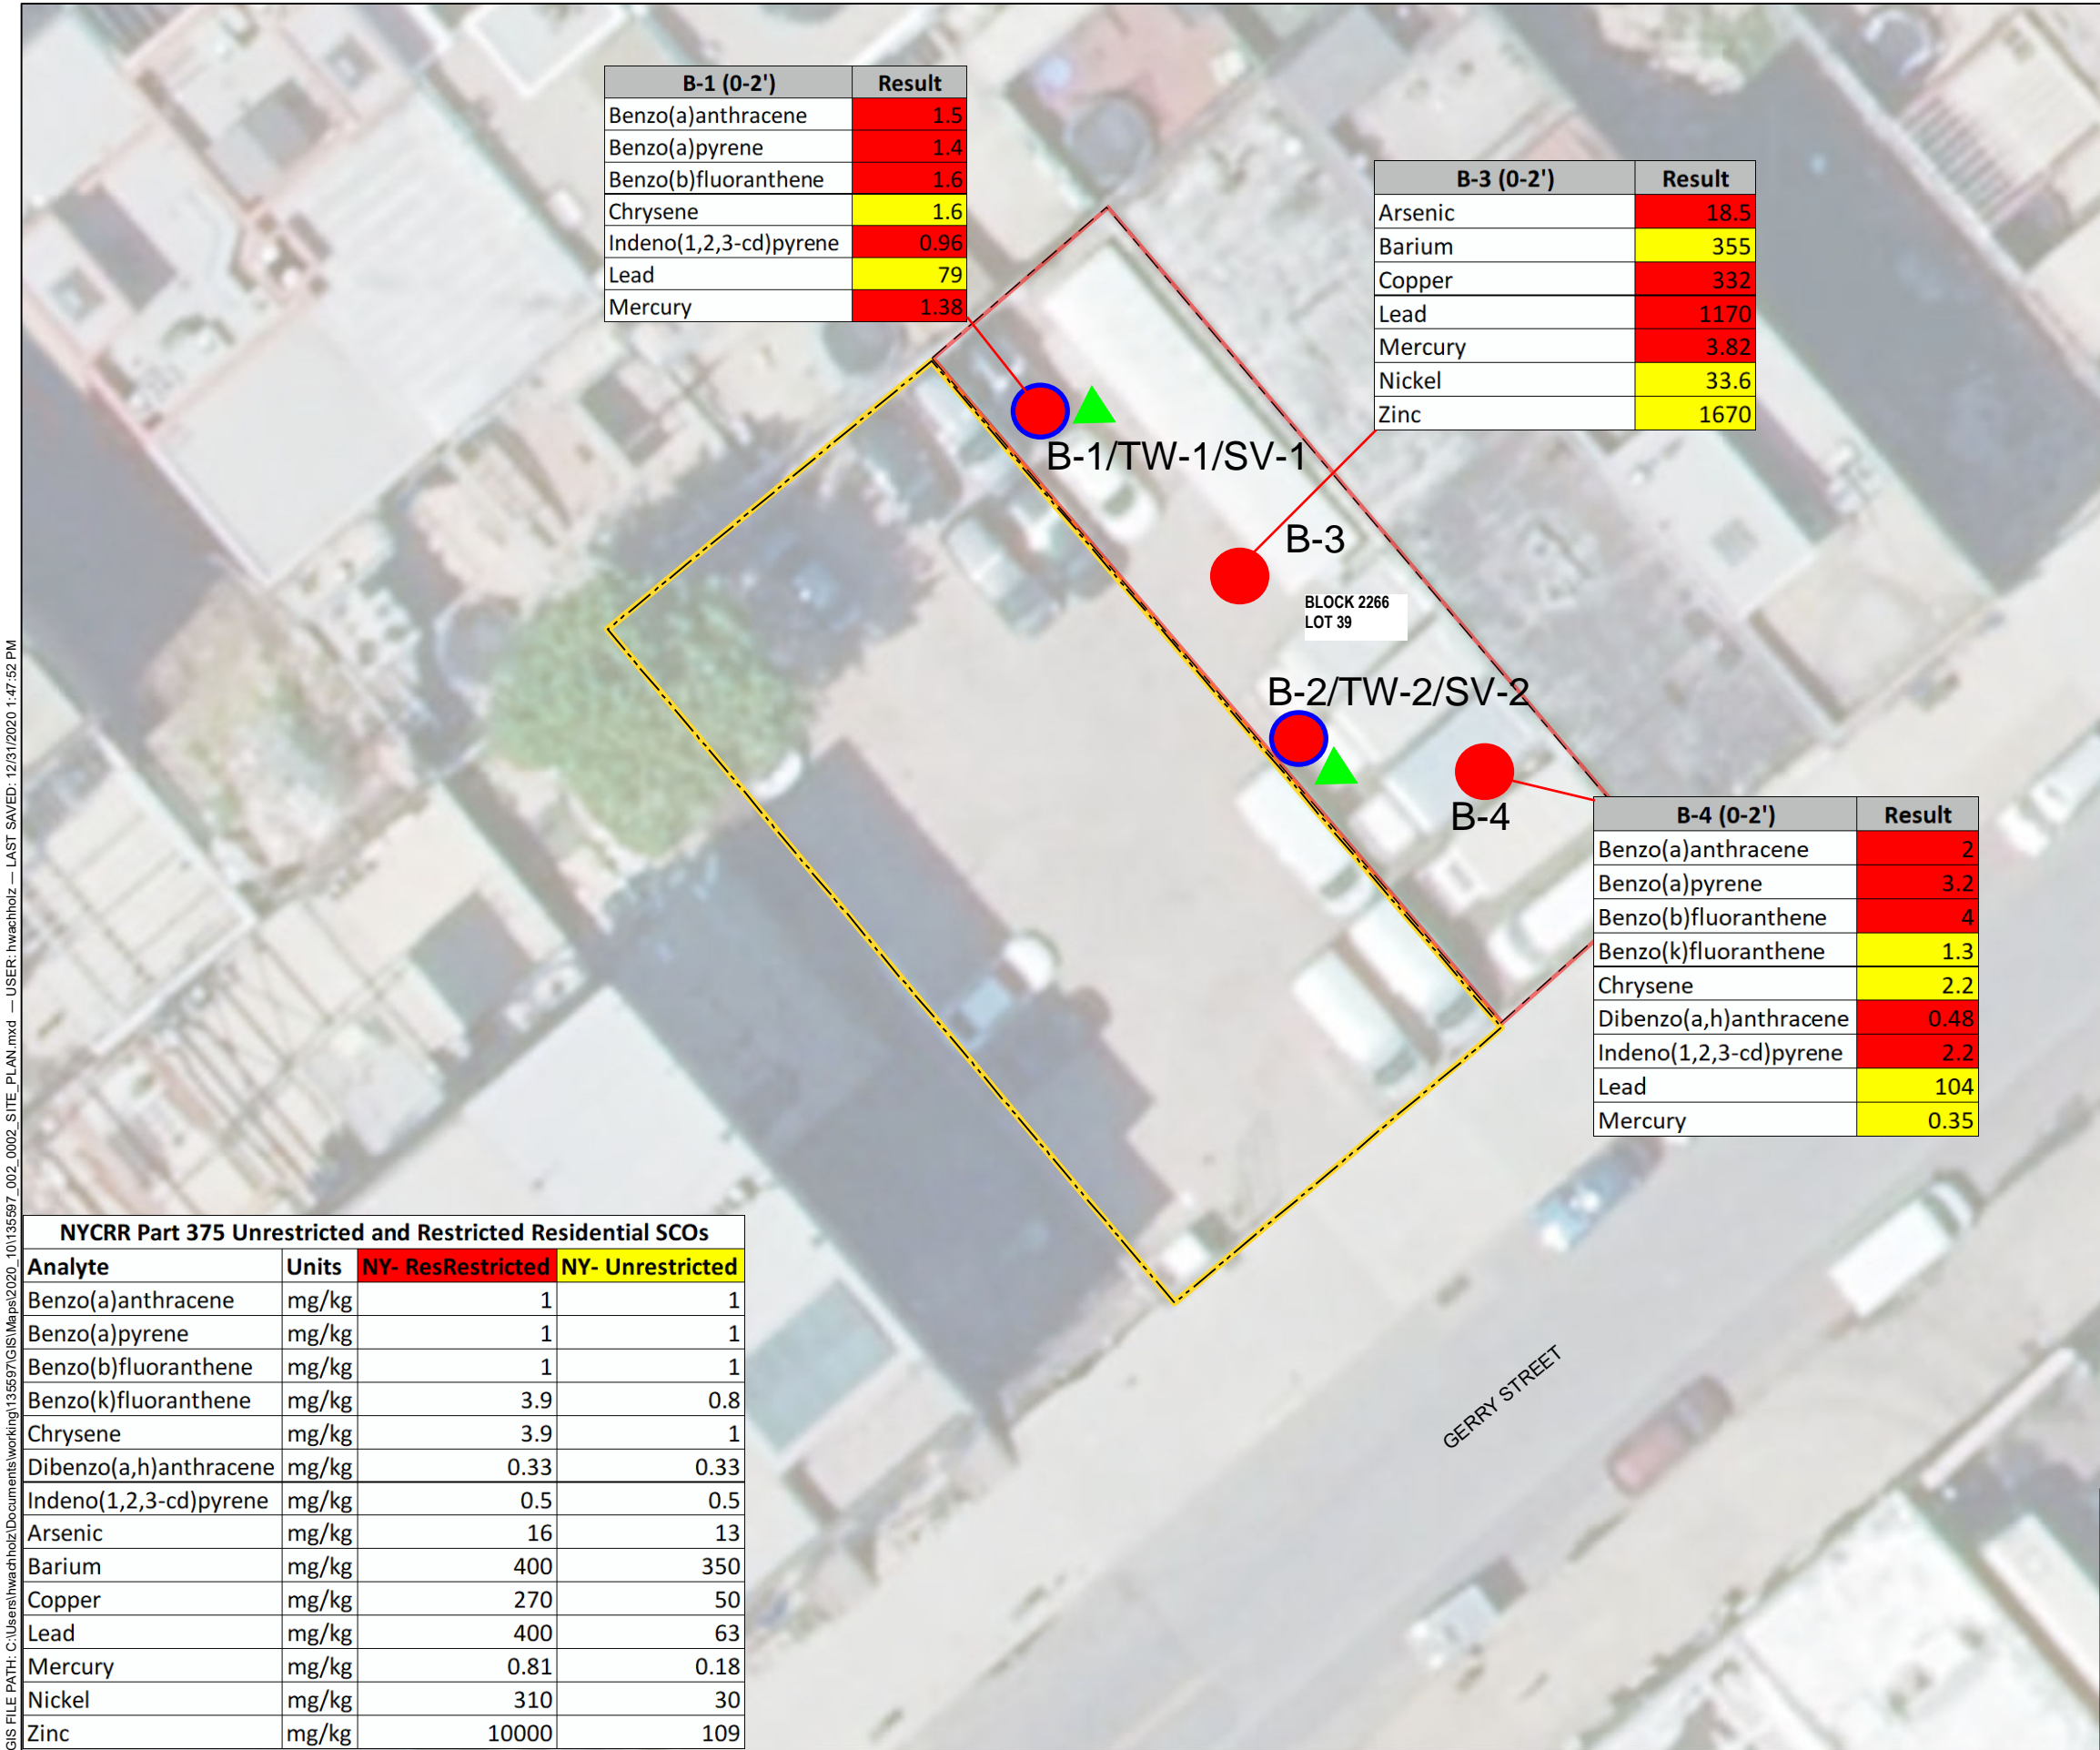 B-1 (0-2') Result
Benzo(a)anthracene 1.5
Benzo(a)pyrene 1.4
Benzo(b)fluoranthene 1.6
Chrysene 1.6
Indeno(1,2,3-cd)pyrene 0.96
Lead 79
Mercury 1.38
B-3 (0-2') Result
Arsenic 18.5
Barium 355
Copper 332
Lead 1170
Mercury 3.82
Nickel 33.6
Zinc 1670
B-1/TW-1/SV-1
B-3
BLOCK 2266
LOT 39
B-2/TW-2/SV-2
B-4
B-4 (0-2') Result
Benzo(a)anthracene 2
Benzo(a)pyrene 3.2
Benzo(b)fluoranthene 4
Benzo(k)fluoranthene 1.3
Chrysene 2.2
Dibenzo(a,h)anthracene 0.48
Indeno(1,2,3-cd)pyrene 2.2
Lead 104
Mercury 0.35
GERRY STREET
NYCRR Part 375 Unrestricted and Restricted Residential SCOs
Analyte Units NY- ResRestricted NY- Unrestricted
Benzo(a)anthracene mg/kg 1 1
Benzo(a)pyrene mg/kg 1 1
Benzo(b)fluoranthene mg/kg 1 1
Benzo(k)fluoranthene mg/kg 3.9 0.8
Chrysene mg/kg 3.9 1
Dibenzo(a,h)anthracene mg/kg 0.33 0.33
Indeno(1,2,3-cd)pyrene mg/kg 0.5 0.5
Arsenic mg/kg 16 13
Barium mg/kg 400 350
Copper mg/kg 270 50
Lead mg/kg 400 63
Mercury mg/kg 0.81 0.18
Nickel mg/kg 310 30
Zinc mg/kg 10000 109
GIS FILE PATH: C:\Users\hwachholz\Documents\working\135597\GIS\Maps\2020_10\135597_002_0002_SITE_PLAN.mxd — USER: hwachholz — LAST SAVED: 12/31/2020 1:47:52 PM